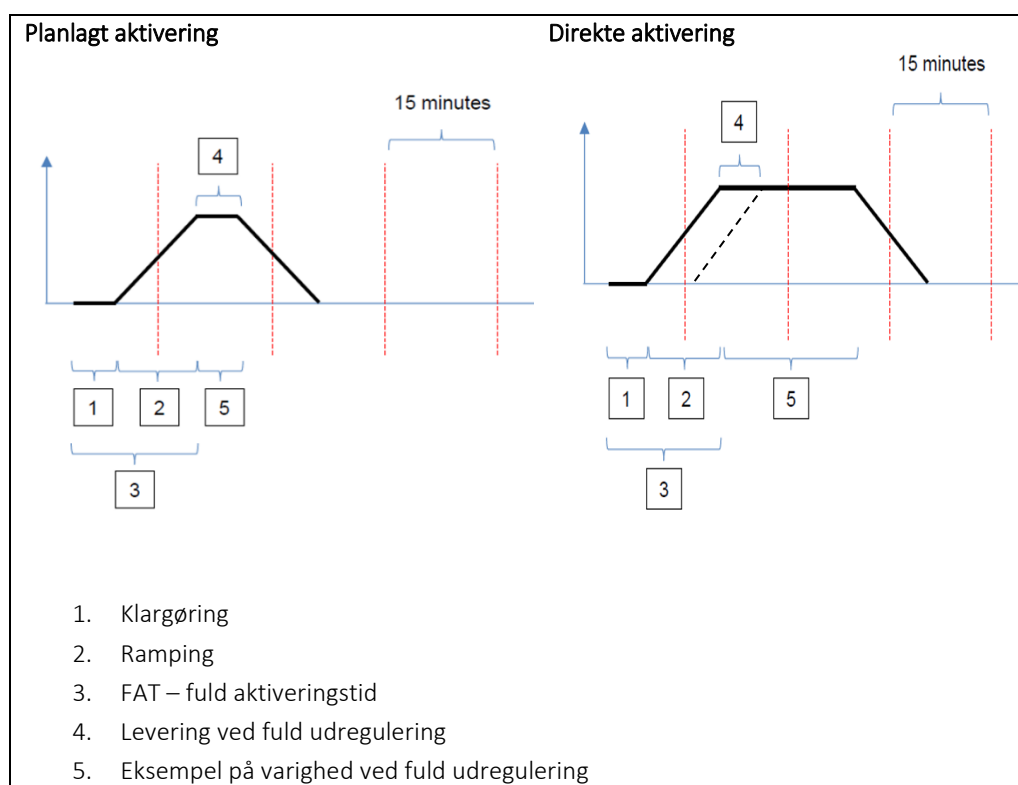 Planlagt aktivering
Direkte aktivering
15 minutes
15 minutes
4
4
1
2
5
3
1
2
5
3
1. Klargøring
2. Ramping
3. FAT – fuld aktiveringstid
4. Levering ved fuld udregulering
5. Eksempel på varighed ved fuld udregulering